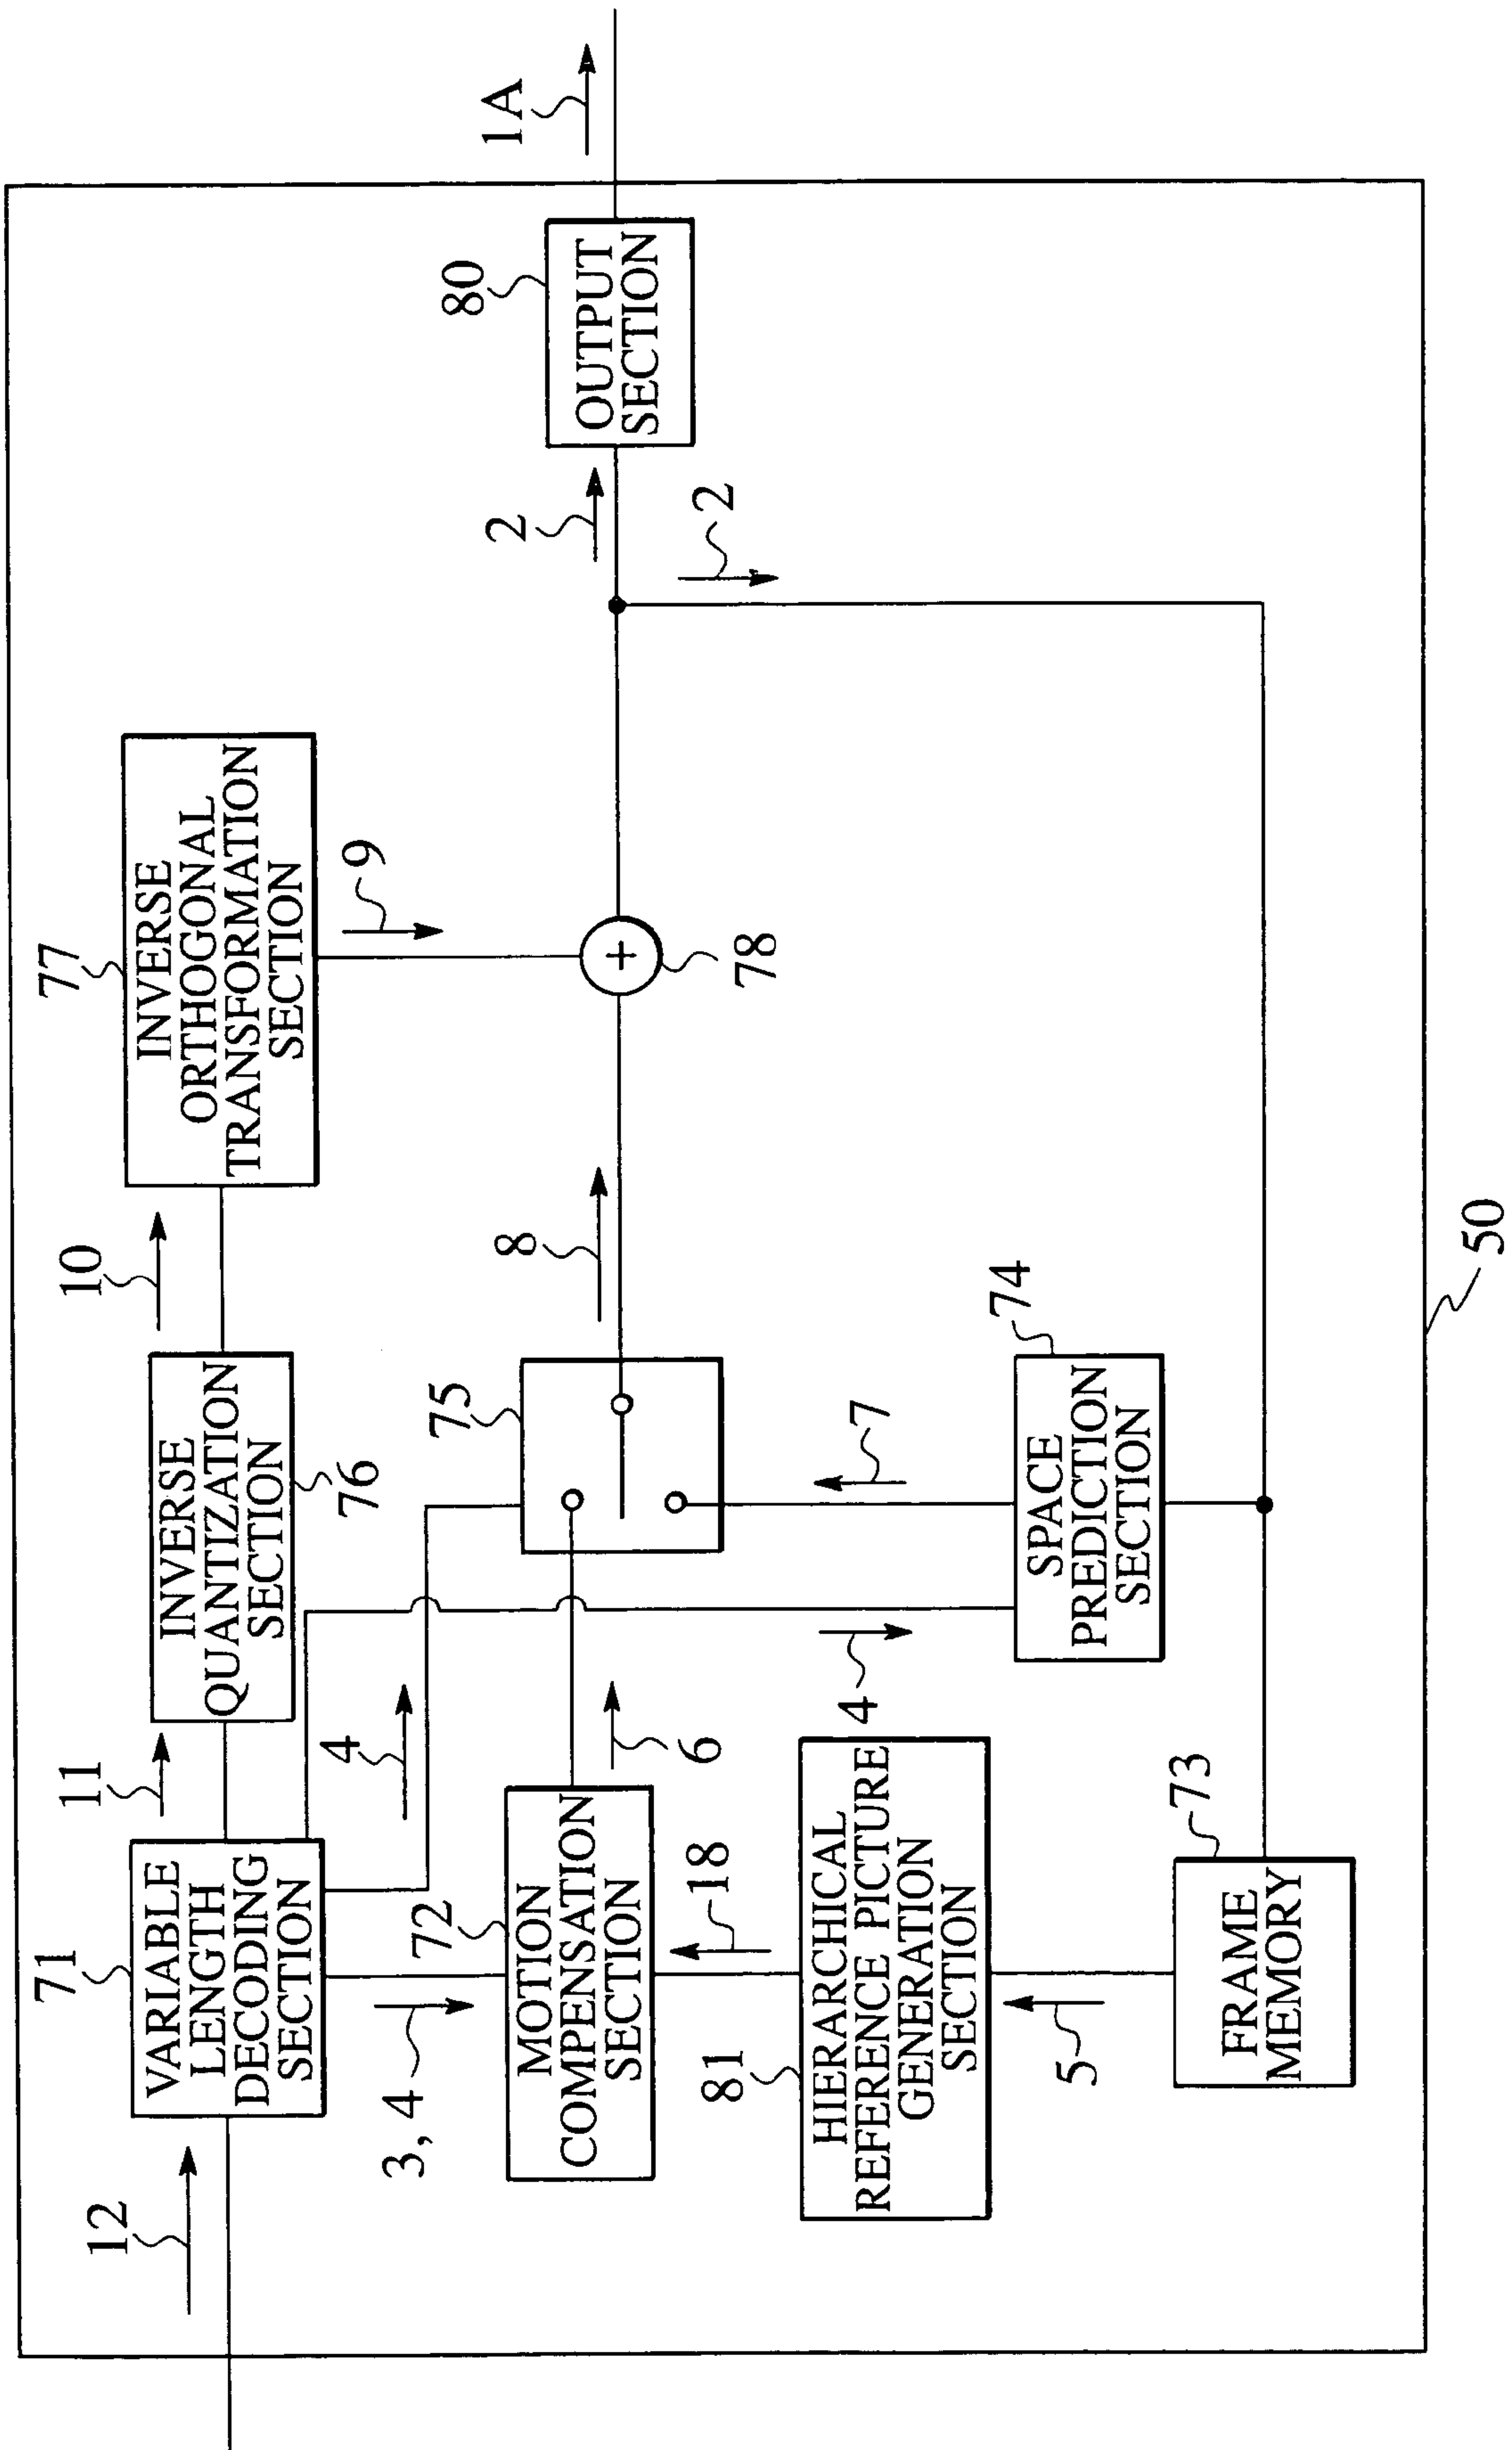 12
71
VARIABLE
LENGTH
DECODING
SECTION
11
INVERSE
QUANTIZATION
SECTION
76
10
77
INVERSE
ORTHOGONAL
TRANSFORMATION
SECTION
9
3, 4
4
72
MOTION
COMPENSATION
SECTION
6
75
8
78
2
2
80
OUTPUT
SECTION
1A
18
81
HIERARCHICAL
REFERENCE PICTURE
GENERATION
SECTION
4
7
74
SPACE
PREDICTION
SECTION
5
73
FRAME
MEMORY
50